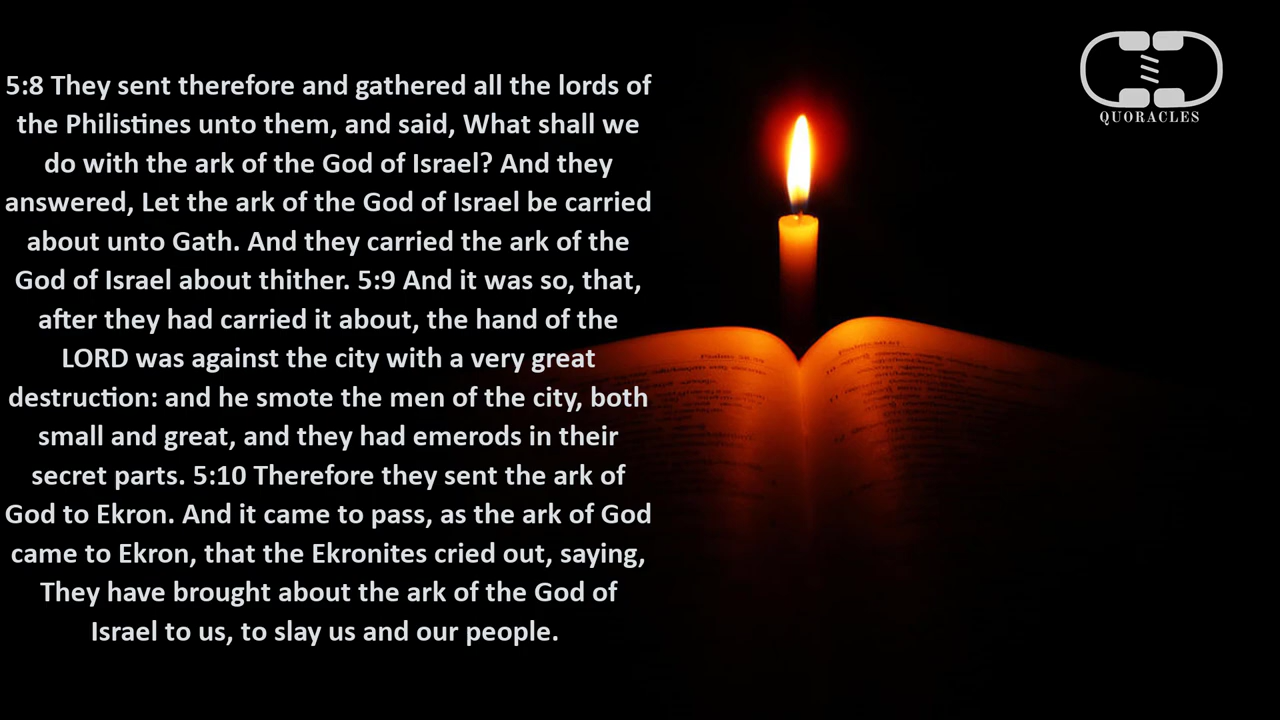 5:8 They sent therefore and gathered all the lords of
the Philistines unto them, and said, What shall we
do with the ark of the God of Israel? And they
answered, Let the ark of the God of Israel be carried
about unto Gath. And they carried the ark of the
God of Israel about thither. 5:9 And it was so, that,
after they had carried it about, the hand of the
LORD was against the city with a very great
destruction: and he smote the men of the city, both
small and great, and they had emerods in their
secret parts. 5:10 Therefore they sent the ark of
God to Ekron. And it came to pass, as the ark of God
came to Ekron, that the Ekronites cried out, saying,
They have brought about the ark of the God of
Israel to us, to slay us and our people.
QUORACLES